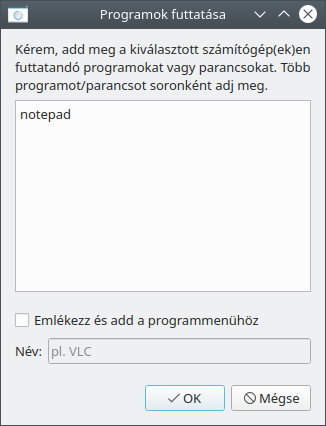 Programok futtatása
Kérem, add meg a kiválasztott számítógép(ek)en
futtatandó programokat vagy parancsokat. Több
programot/parancsot soronként adj meg.
notepad
Emlékezz és add a programmenühöz
Név: pl. VLC
OK Mégse